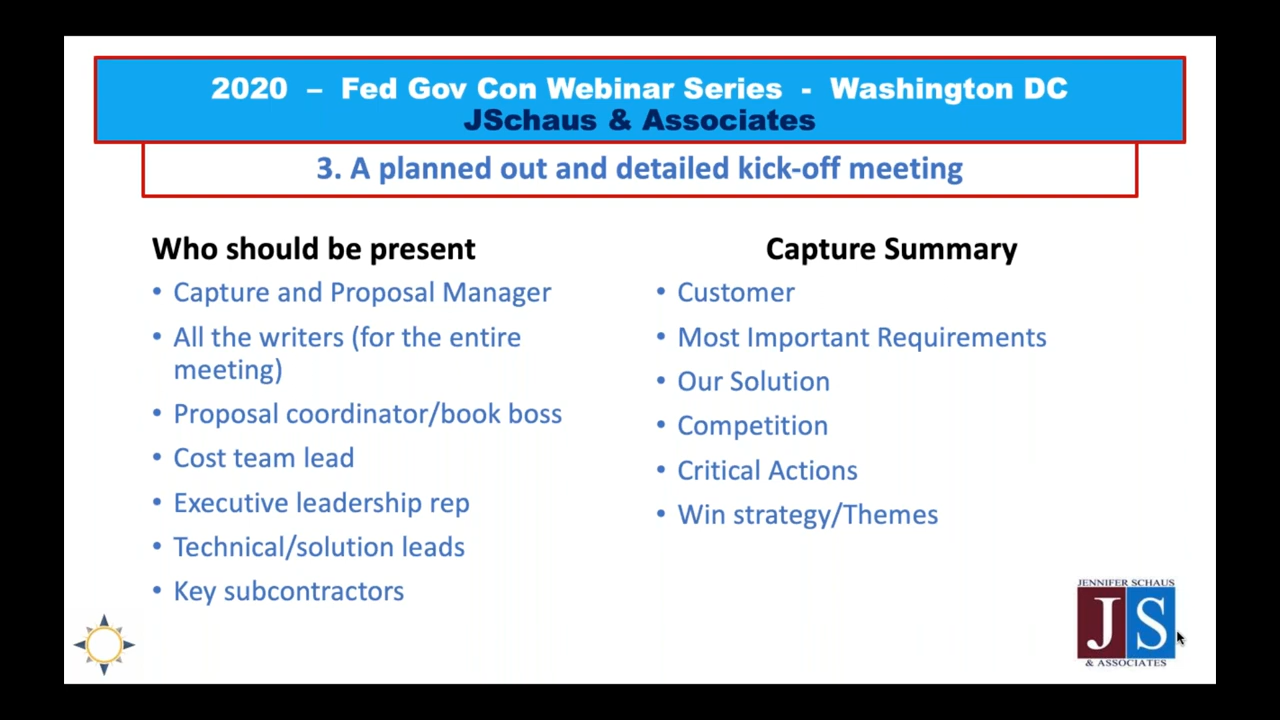 2020 – Fed Gov Con Webinar Series - Washington DC
JSchaus & Associates
3. A planned out and detailed kick-off meeting
Who should be present
• Capture and Proposal Manager
• All the writers (for the entire
meeting)
• Proposal coordinator/book boss
• Cost team lead
• Executive leadership rep
• Technical/solution leads
• Key subcontractors
Capture Summary
• Customer
• Most Important Requirements
• Our Solution
• Competition
• Critical Actions
• Win strategy/Themes
JENNIFER SCHAUS
JS
& ASSOCIATES